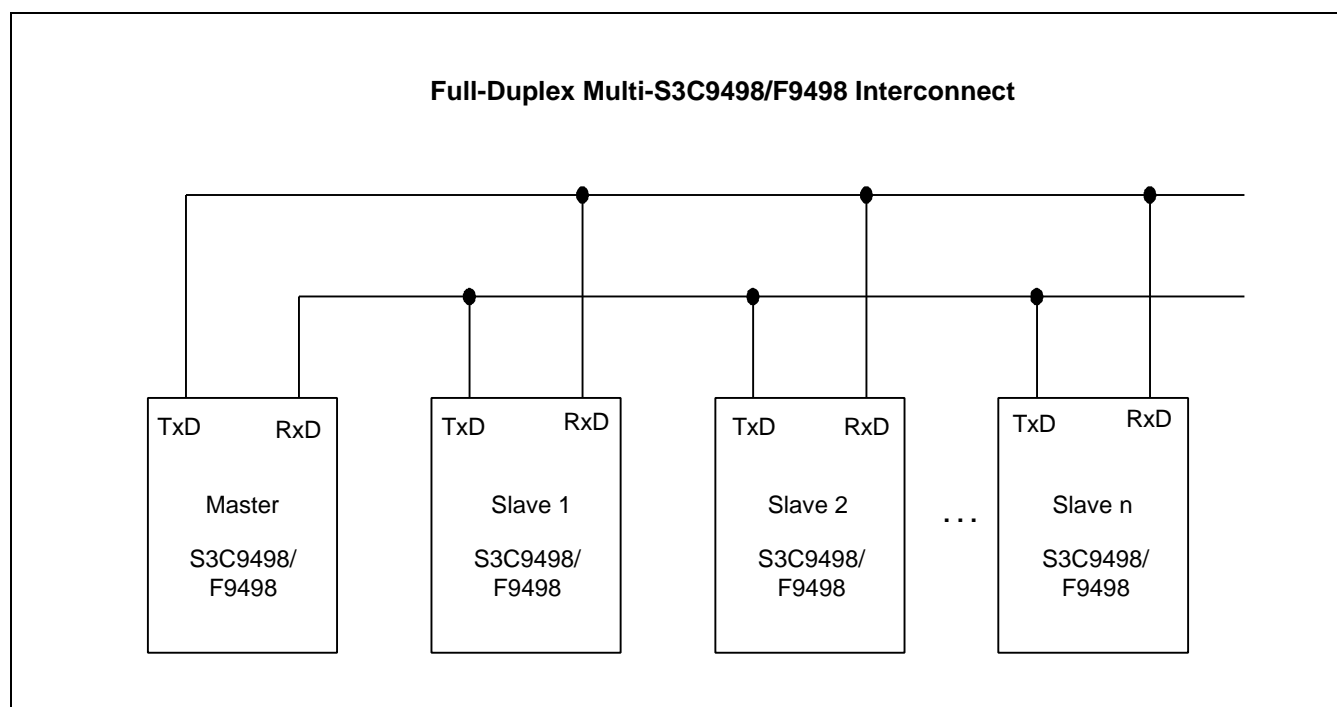 Full-Duplex Multi-S3C9498/F9498 Interconnect
TxD RxD
Master
S3C9498/
F9498
TxD RxD
Slave 1
S3C9498/
F9498
TxD RxD
Slave 2
S3C9498/
F9498
. . .
TxD RxD
Slave n
S3C9498/
F9498